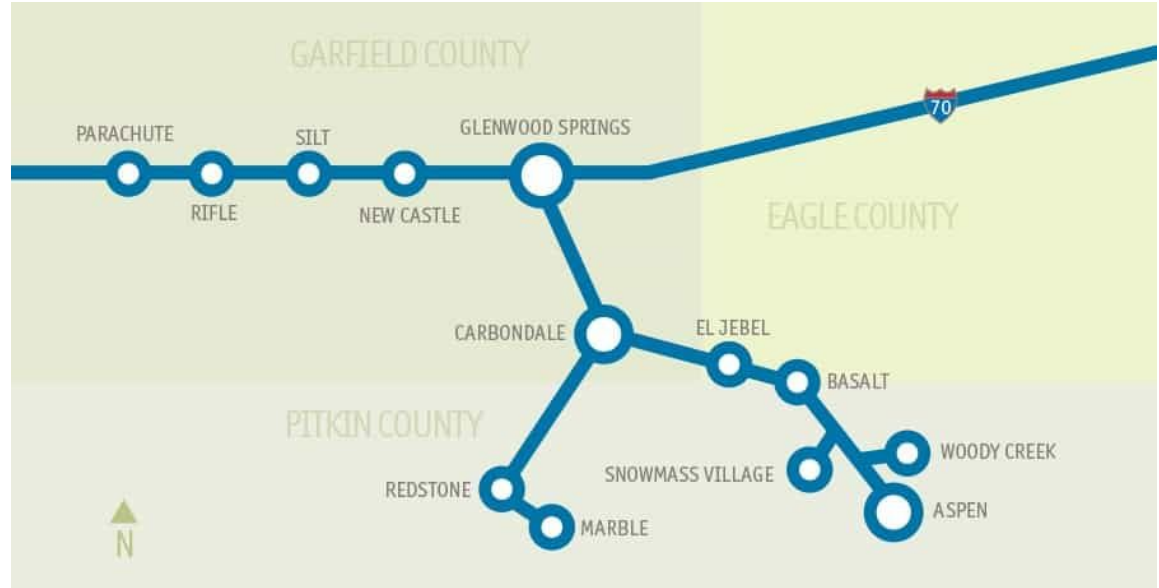 GARFIELD COUNTY
70
PARACHUTE
SILT
GLENWOOD SPRINGS
RIFLE
NEW CASTLE
EAGLE COUNTY
CARBONDALE
EL JEBEL
BASALT
PITKIN COUNTY
SNOWMASS VILLAGE
WOODY CREEK
REDSTONE
ASPEN
MARBLE
N